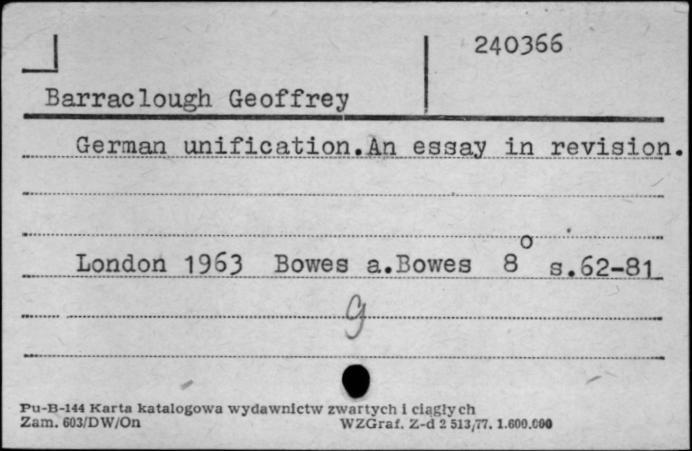 240366
Barraclough Geoffrey
German unification.An essay in revision.
London 1963 Bowes a.Bowes 8° s.62-81
g
Pu-B-144 Karta katalogowa wydawnictw zwartych i ciągłych
Zam. 603/DW/On WZGraf. Z-d 2 513/77. 1.600.000